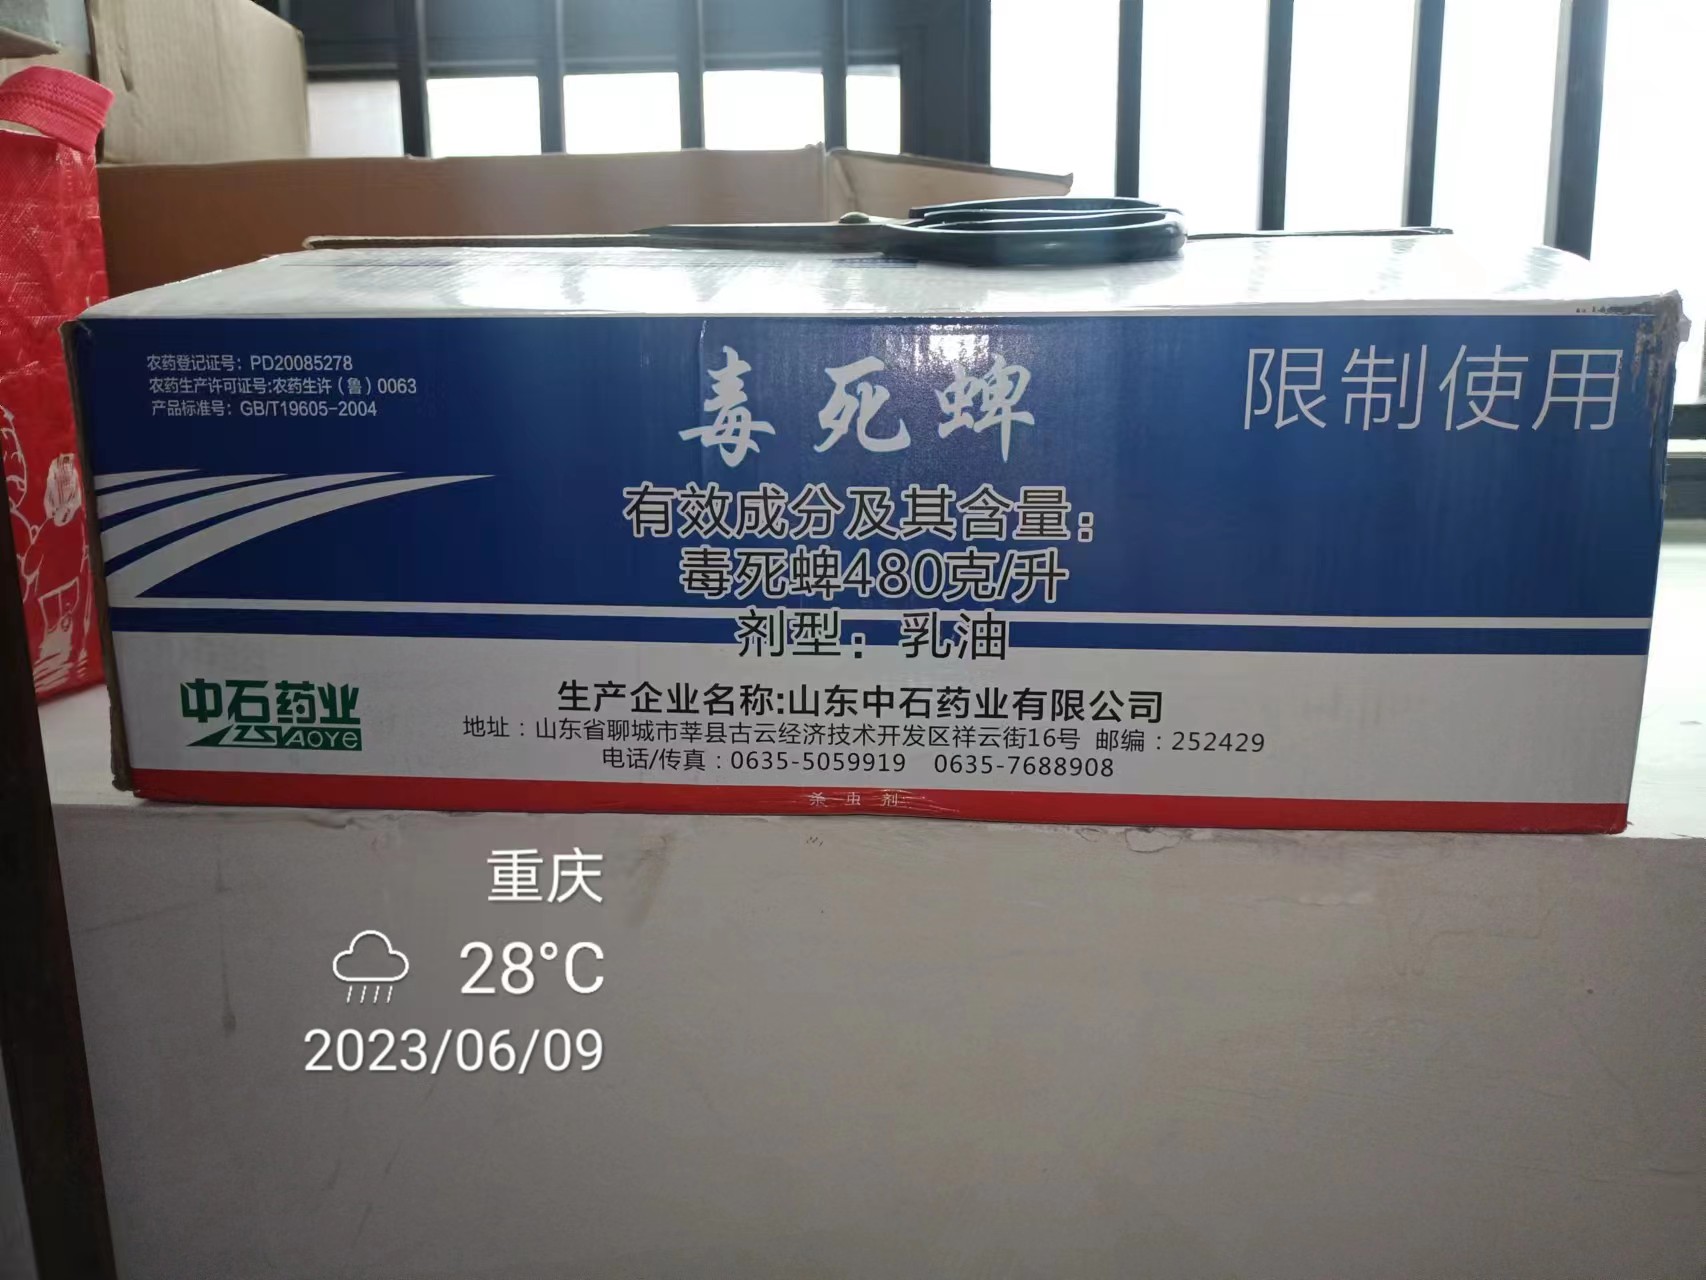 农药登记证号：PD20085278
农药生产许可证号:农药生许（鲁）0063
产品标准号：GB/T19605-2004
毒死蜱
限制使用
有效成分及其含量：
毒死蜱480克/升
剂型：乳油
中石药业
YAOYE
生产企业名称:山东中石药业有限公司
地址：山东省聊城市莘县古云经济技术开发区祥云街16号 邮编：252429
电话/传真：0635-5059919 0635-7688908
杀虫剂
重庆
28°C
2023/06/09